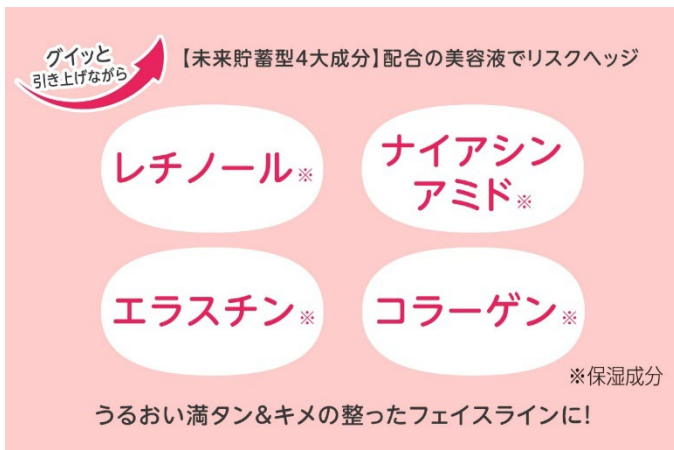 グイッと
引き上げながら
【未来貯蓄型4大成分】配合の美容液でリスクヘッジ
レチノール※
ナイアシン
アミド※
エラスチン※
コラーゲン※
※保湿成分
うるおい満タン&キメの整ったフェイスラインに!